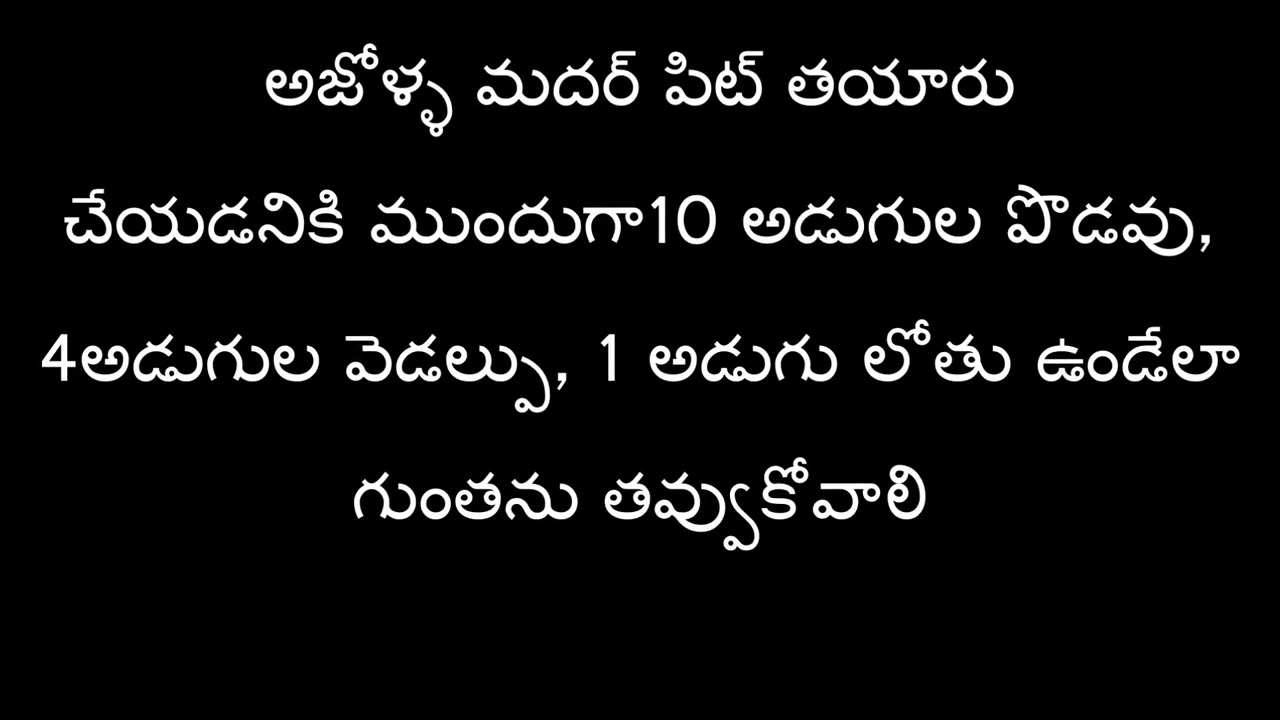 అజోళ్ళ మదర్ పిట్ తయారు
చేయడనికి ముందుగా10 అడుగుల పొడవు,
4అడుగుల వెడల్పు, 1 అడుగు లోతు ఉండేలా
గుంతను తవ్వుకోవాలి